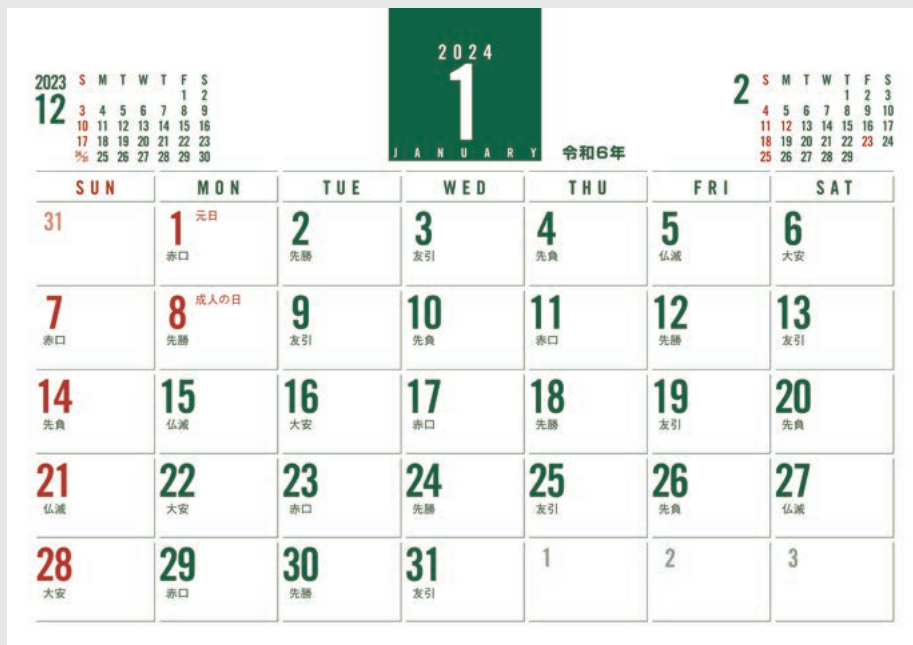 2024
1
JANUARY
令和6年
2023
12
S M T W T F S
1 2
3 4 5 6 7 8 9
10 11 12 13 14 15 16
17 18 19 20 21 22 23
24/31 25 26 27 28 29 30
2
S M T W T F S
1 2 3
4 5 6 7 8 9 10
11 12 13 14 15 16 17
18 19 20 21 22 23 24
25 26 27 28 29
SUN MON TUE WED THU FRI SAT
31 1 元日 2 3 4 5 6
赤口 先勝 友引 先負 仏滅 大安
7 8 成人の日 9 10 11 12 13
赤口 先勝 友引 先負 赤口 先勝 友引
14 15 16 17 18 19 20
先負 仏滅 大安 赤口 先勝 友引 先負
21 22 23 24 25 26 27
仏滅 大安 赤口 先勝 友引 先負 仏滅
28 29 30 31 1 2 3
大安 赤口 先勝 友引